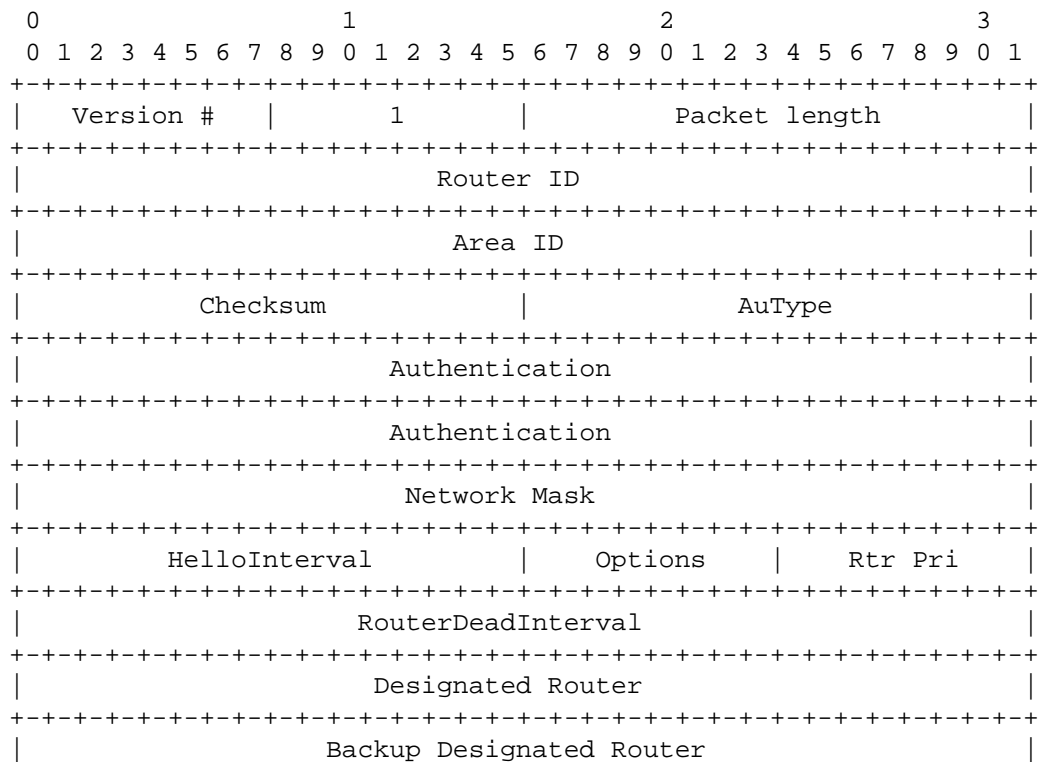 0                   1                   2                   3
 0 1 2 3 4 5 6 7 8 9 0 1 2 3 4 5 6 7 8 9 0 1 2 3 4 5 6 7 8 9 0 1
+-+-+-+-+-+-+-+-+-+-+-+-+-+-+-+-+-+-+-+-+-+-+-+-+-+-+-+-+-+-+-+-+
|   Version #   |       1       |         Packet length         |
+-+-+-+-+-+-+-+-+-+-+-+-+-+-+-+-+-+-+-+-+-+-+-+-+-+-+-+-+-+-+-+-+
|                          Router ID                            |
+-+-+-+-+-+-+-+-+-+-+-+-+-+-+-+-+-+-+-+-+-+-+-+-+-+-+-+-+-+-+-+-+
|                           Area ID                             |
+-+-+-+-+-+-+-+-+-+-+-+-+-+-+-+-+-+-+-+-+-+-+-+-+-+-+-+-+-+-+-+-+
|           Checksum            |             AuType            |
+-+-+-+-+-+-+-+-+-+-+-+-+-+-+-+-+-+-+-+-+-+-+-+-+-+-+-+-+-+-+-+-+
|                       Authentication                          |
+-+-+-+-+-+-+-+-+-+-+-+-+-+-+-+-+-+-+-+-+-+-+-+-+-+-+-+-+-+-+-+-+
|                       Authentication                          |
+-+-+-+-+-+-+-+-+-+-+-+-+-+-+-+-+-+-+-+-+-+-+-+-+-+-+-+-+-+-+-+-+
|                        Network Mask                           |
+-+-+-+-+-+-+-+-+-+-+-+-+-+-+-+-+-+-+-+-+-+-+-+-+-+-+-+-+-+-+-+-+
|         HelloInterval         |    Options    |    Rtr Pri    |
+-+-+-+-+-+-+-+-+-+-+-+-+-+-+-+-+-+-+-+-+-+-+-+-+-+-+-+-+-+-+-+-+
|                     RouterDeadInterval                        |
+-+-+-+-+-+-+-+-+-+-+-+-+-+-+-+-+-+-+-+-+-+-+-+-+-+-+-+-+-+-+-+-+
|                      Designated Router                        |
+-+-+-+-+-+-+-+-+-+-+-+-+-+-+-+-+-+-+-+-+-+-+-+-+-+-+-+-+-+-+-+-+
|                   Backup Designated Router                    |